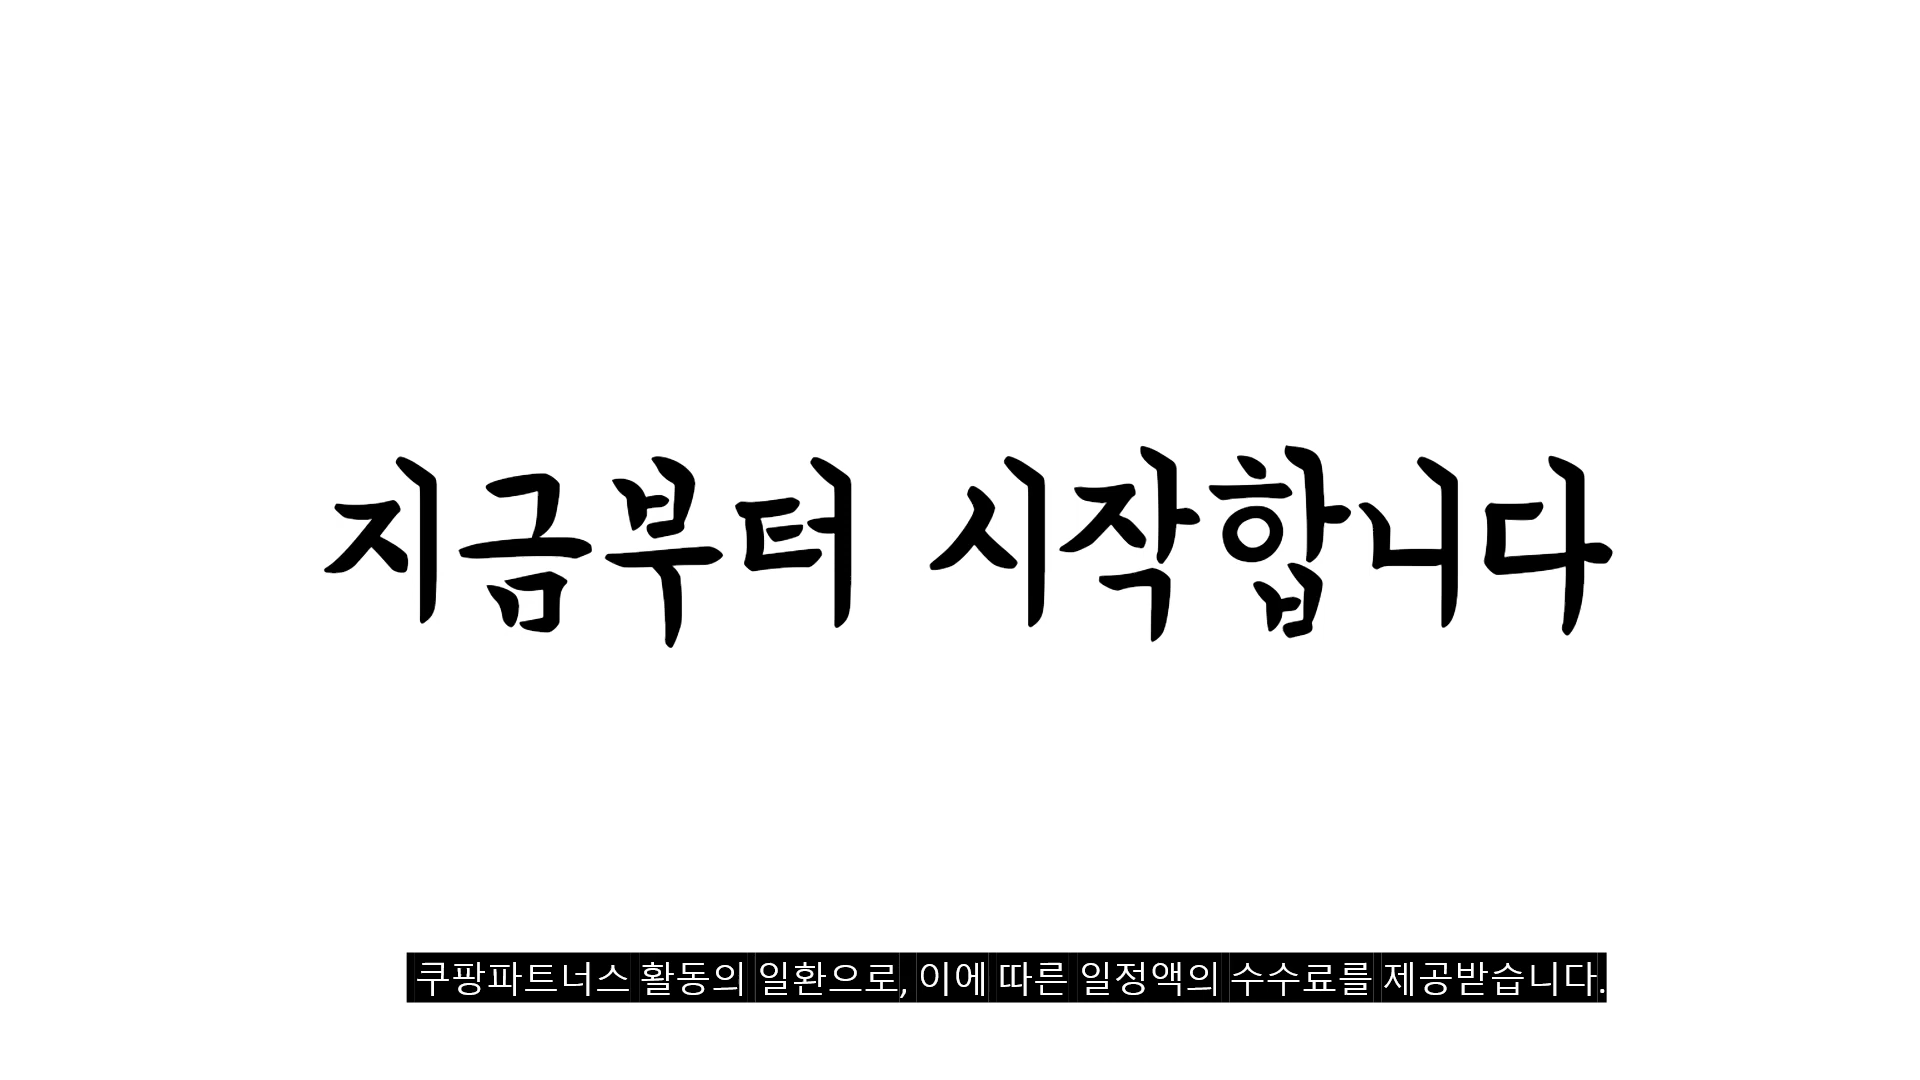 지금부터 시작합니다
쿠팡파트너스 활동의 일환으로, 이에 따른 일정액의 수수료를 제공받습니다.